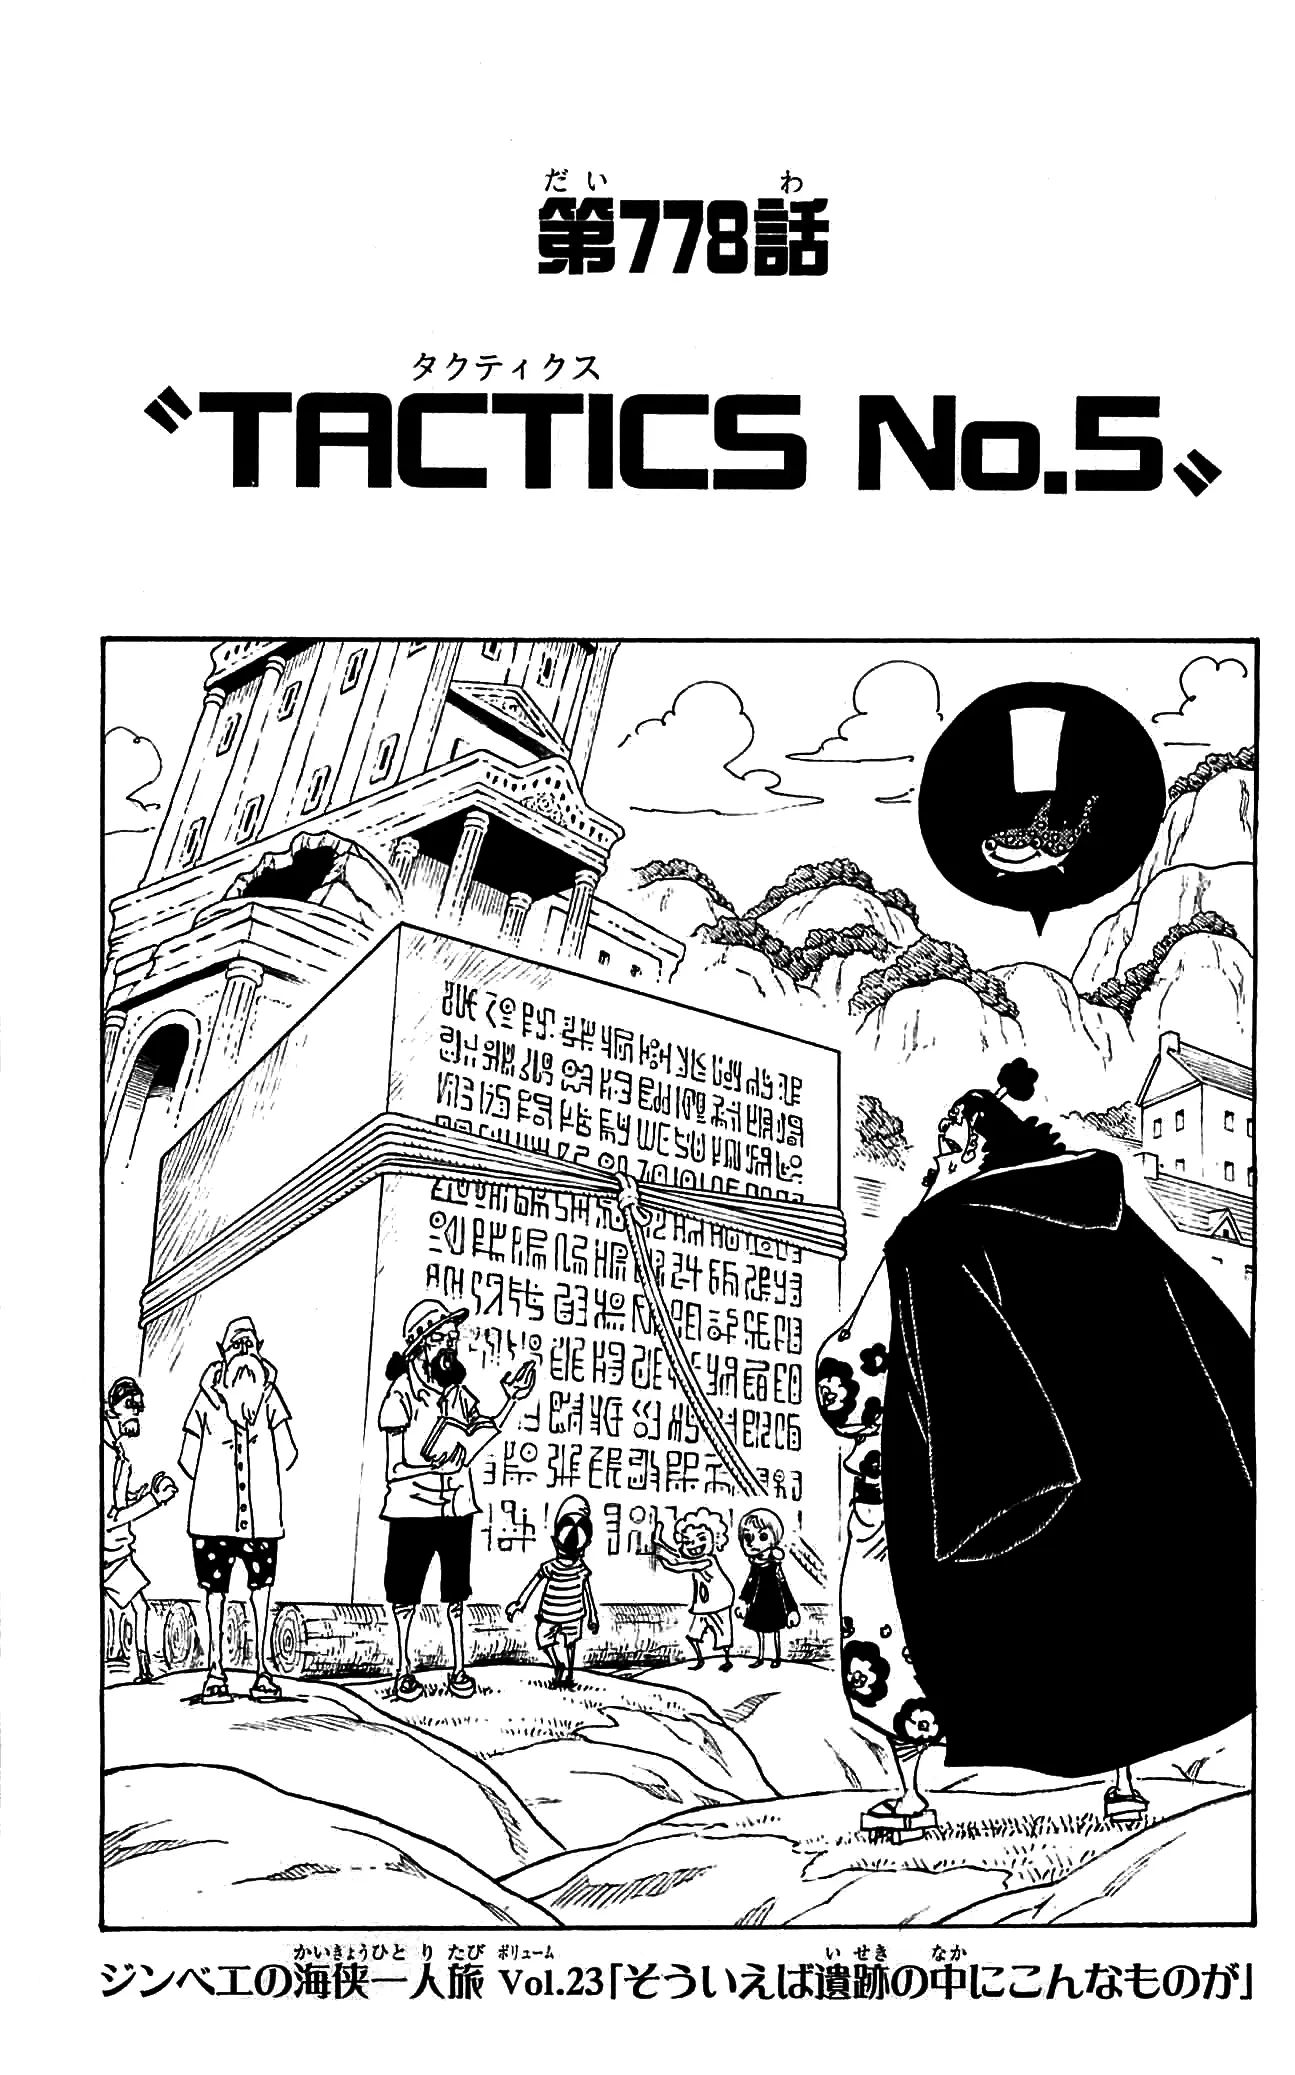 だい わ
第778話
タクティクス
〝TACTICS No.5〟
かいきょうひとりたび ボリューム いせき なか
ジンベエの海侠一人旅 Vol.23「そういえば遺跡の中にこんなものが」